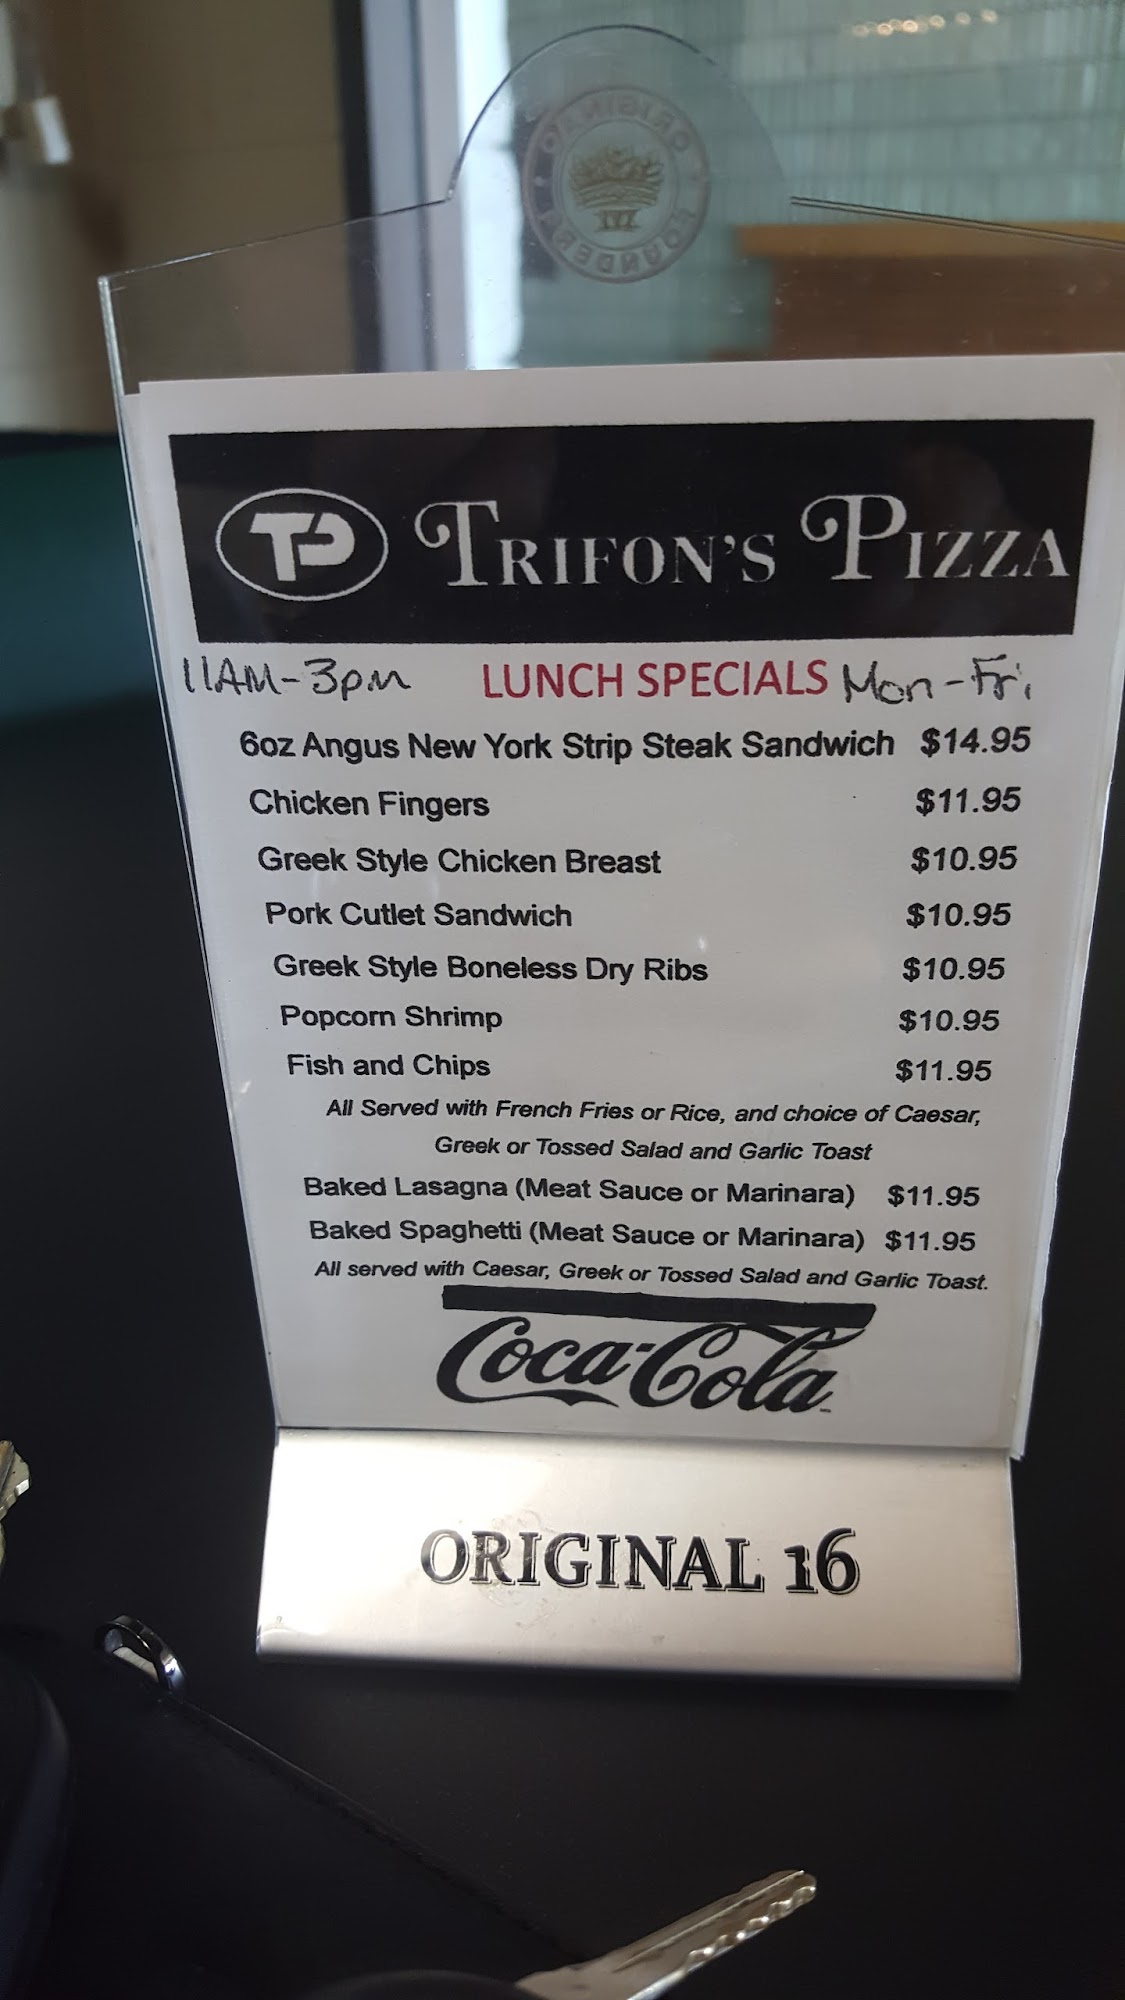 ORIGINAL
16
FOUNDERS
TP TRIFON'S PIZZA
11AM-3pm LUNCH SPECIALS Mon-Fri.
6oz Angus New York Strip Steak Sandwich $14.95
Chicken Fingers $11.95
Greek Style Chicken Breast $10.95
Pork Cutlet Sandwich $10.95
Greek Style Boneless Dry Ribs $10.95
Popcorn Shrimp $10.95
Fish and Chips $11.95
All Served with French Fries or Rice, and choice of Caesar,
Greek or Tossed Salad and Garlic Toast
Baked Lasagna (Meat Sauce or Marinara) $11.95
Baked Spaghetti (Meat Sauce or Marinara) $11.95
All served with Caesar, Greek or Tossed Salad and Garlic Toast.
Coca-Cola
ORIGINAL 16